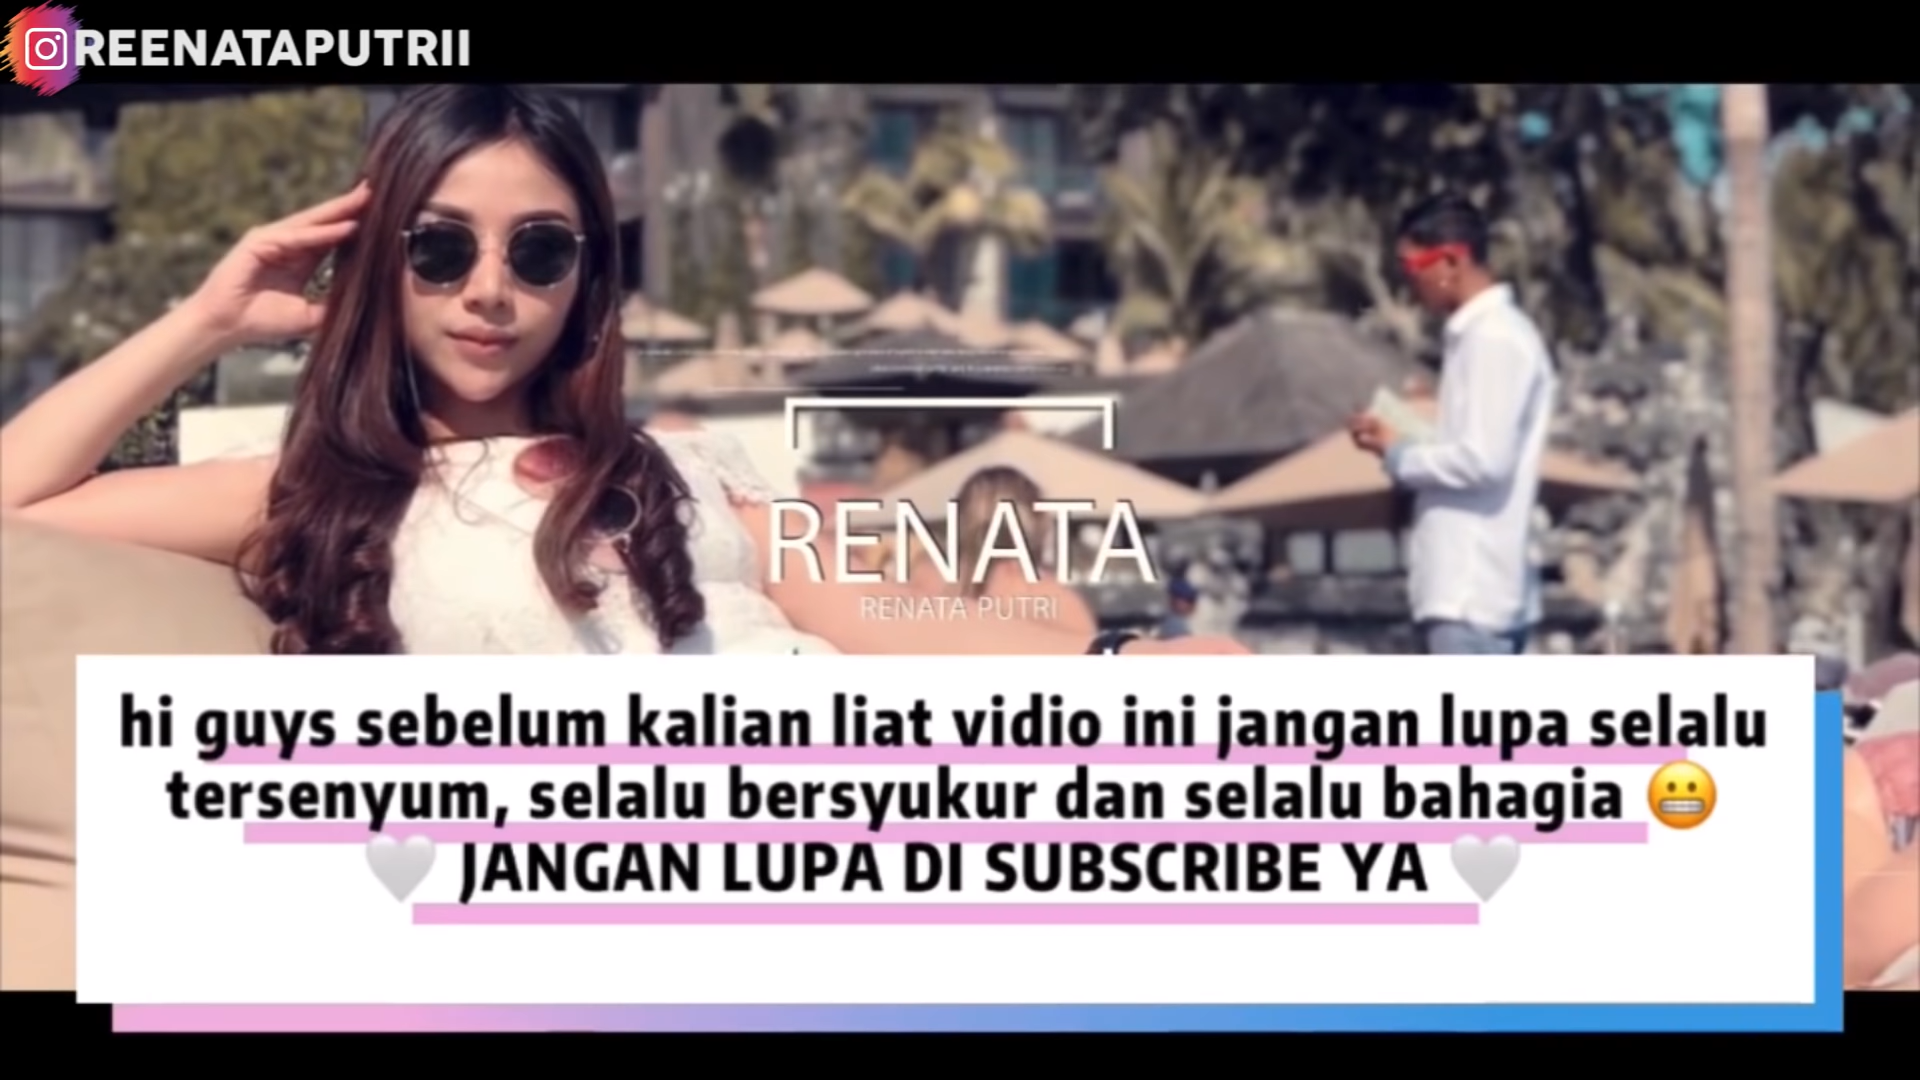 REENATAPUTRII
RENATA
RENATA PUTRI
hi guys sebelum kalian liat vidio ini jangan lupa selalu
tersenyum, selalu bersyukur dan selalu bahagia 😬
🤍 JANGAN LUPA DI SUBSCRIBE YA 🤍